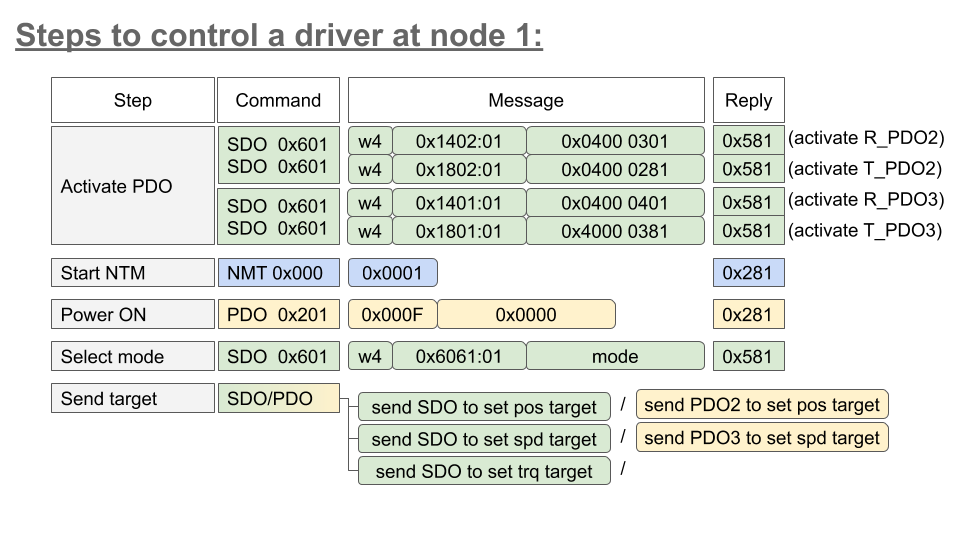 Steps to control a driver at node 1:
Step Command Message Reply
Activate PDO
SDO 0x601 w4 0x1402:01 0x0400 0301 0x581 (activate R_PDO2)
SDO 0x601 w4 0x1802:01 0x0400 0281 0x581 (activate T_PDO2)
SDO 0x601 w4 0x1401:01 0x0400 0401 0x581 (activate R_PDO3)
SDO 0x601 w4 0x1801:01 0x4000 0381 0x581 (activate T_PDO3)
Start NTM NMT 0x000 0x0001 0x281
Power ON PDO 0x201 0x000F 0x0000 0x281
Select mode SDO 0x601 w4 0x6061:01 mode 0x581
Send target SDO/PDO
send SDO to set pos target / send PDO2 to set pos target
send SDO to set spd target / send PDO3 to set spd target
send SDO to set trq target /